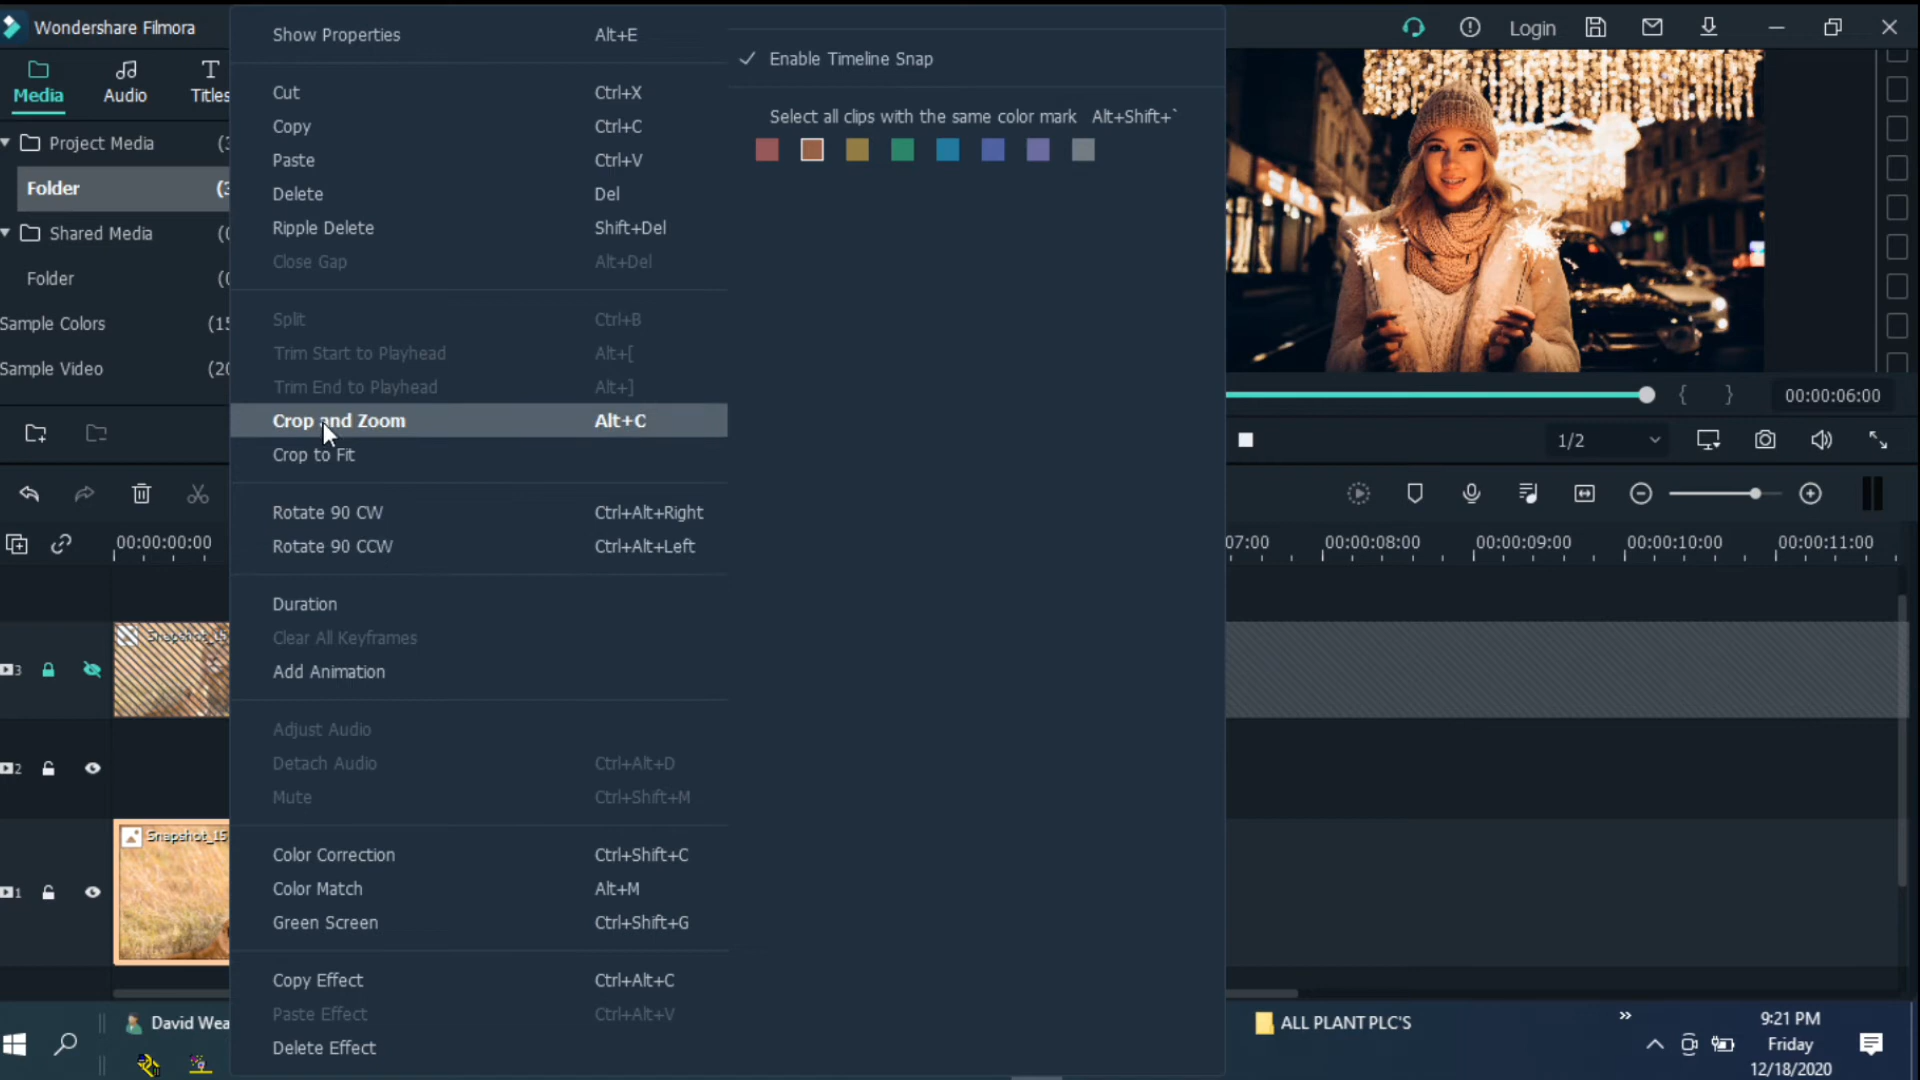 Wondershare Filmora
Login
Media
Audio
Titles
Project Media
Folder
Shared Media
Folder
Sample Colors (15
Sample Video (20
Show Properties Alt+E
Cut Ctrl+X
Copy Ctrl+C
Paste Ctrl+V
Delete Del
Ripple Delete Shift+Del
Close Gap Alt+Del
Split Ctrl+B
Trim Start to Playhead Alt+[
Trim End to Playhead Alt+]
Crop and Zoom Alt+C
Crop to Fit
Rotate 90 CW Ctrl+Alt+Right
Rotate 90 CCW Ctrl+Alt+Left
Duration
Clear All Keyframes
Add Animation
Adjust Audio
Detach Audio Ctrl+Alt+D
Mute Ctrl+Shift+M
Color Correction Ctrl+Shift+C
Color Match Alt+M
Green Screen Ctrl+Shift+G
Copy Effect Ctrl+Alt+C
Paste Effect Ctrl+Alt+V
Delete Effect
Enable Timeline Snap
Select all clips with the same color mark Alt+Shift+`
{ } 00:00:06:00
1/2
00:00:00:00
07:00 00:00:08:00 00:00:09:00 00:00:10:00 00:00:11:00
3
Snapshot_15
2
Snapshot_15
1
David Wea
ALL PLANT PLC'S
»
9:21 PM
Friday
12/18/2020